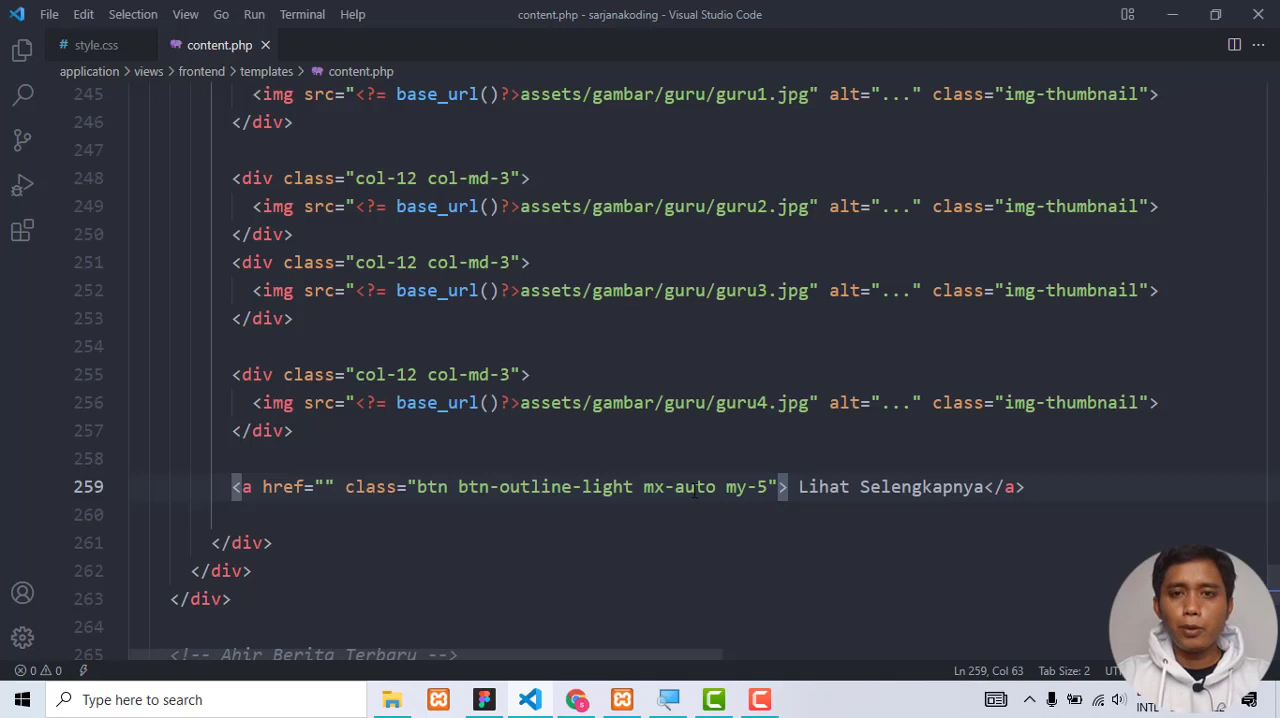 File Edit Selection View Go Run Terminal Help content.php - sarjanakoding - Visual Studio Code
# style.css content.php ×
application > views > frontend > templates > content.php
245 <img src="<?= base_url()?>assets/gambar/guru/guru1.jpg" alt="..." class="img-thumbnail">
246 </div>
247
248 <div class="col-12 col-md-3">
249 <img src="<?= base_url()?>assets/gambar/guru/guru2.jpg" alt="..." class="img-thumbnail">
250 </div>
251 <div class="col-12 col-md-3">
252 <img src="<?= base_url()?>assets/gambar/guru/guru3.jpg" alt="..." class="img-thumbnail">
253 </div>
254
255 <div class="col-12 col-md-3">
256 <img src="<?= base_url()?>assets/gambar/guru/guru4.jpg" alt="..." class="img-thumbnail">
257 </div>
258
259 <a href="" class="btn btn-outline-light mx-auto my-5"> Lihat Selengkapnya</a>
260
261 </div>
262 </div>
263 </div>
264
265 <!-- Ahir Berita Terbaru -->
0 0 Ln 259, Col 63 Tab Size: 2
Type here to search